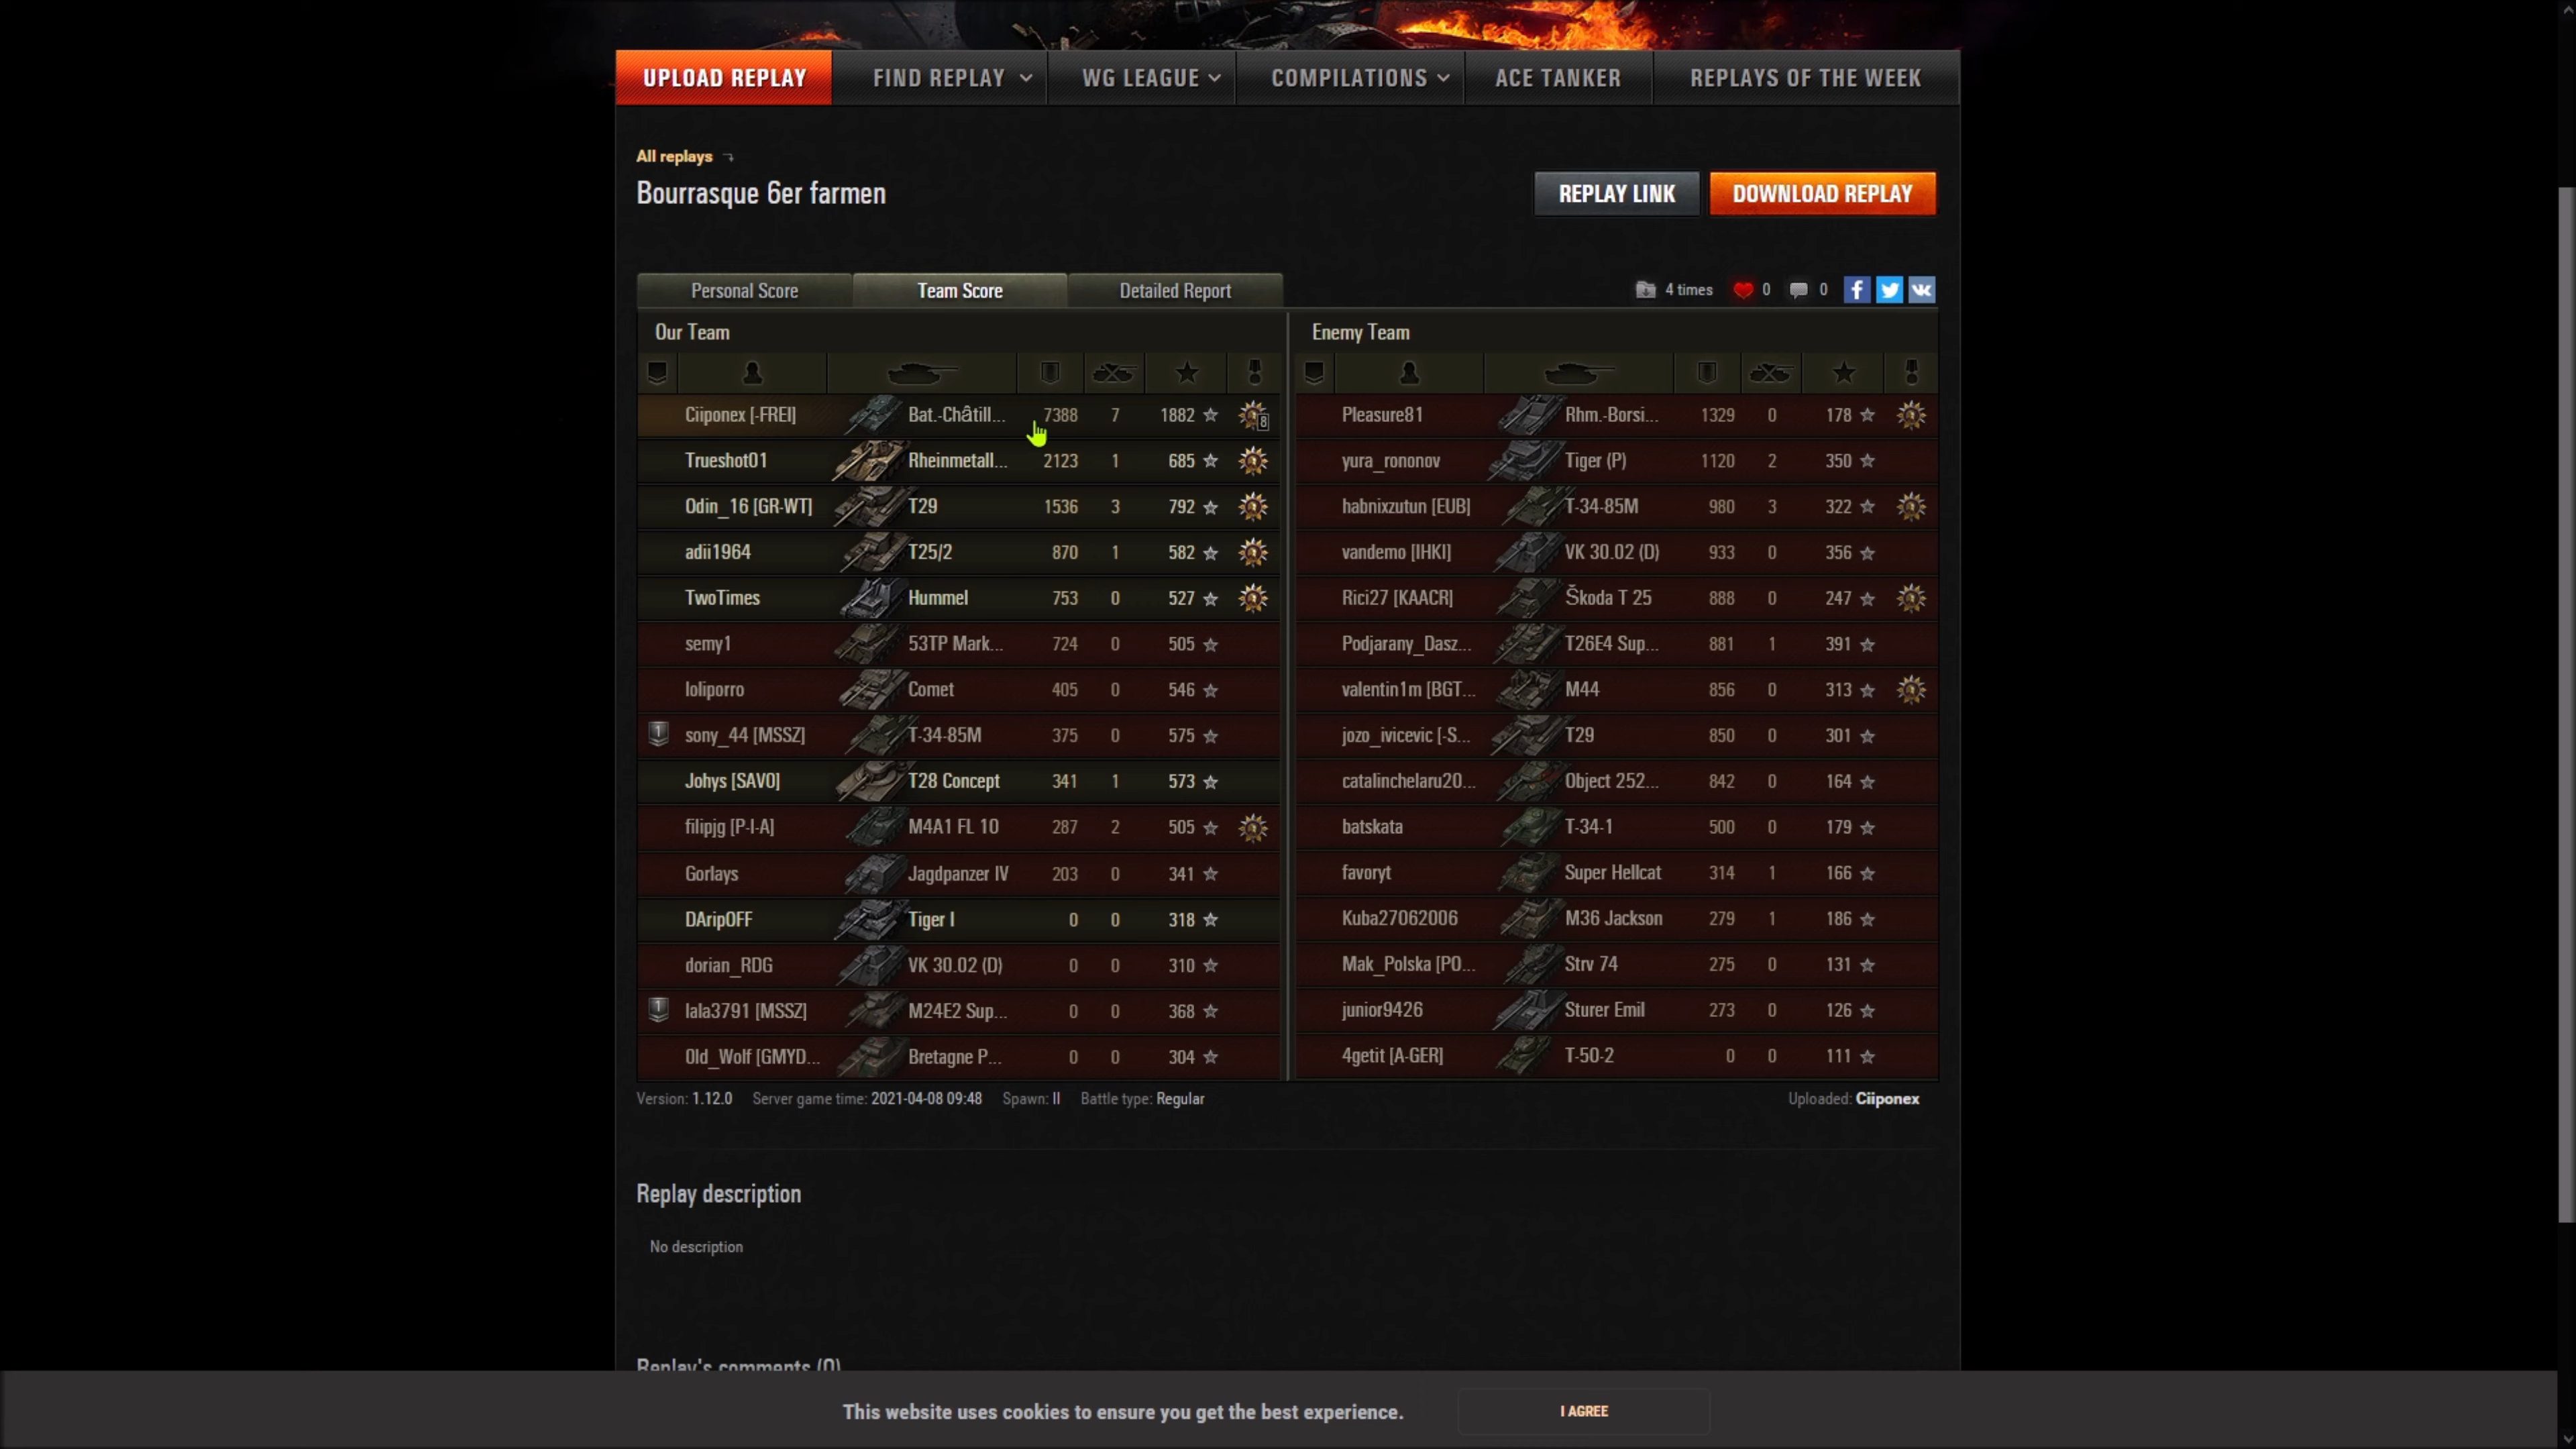 UPLOAD REPLAY FIND REPLAY WG LEAGUE COMPILATIONS ACE TANKER REPLAYS OF THE WEEK
All replays
Bourrasque 6er farmen
REPLAY LINK DOWNLOAD REPLAY
Personal Score Team Score Detailed Report
4 times 0 0
Our Team
Ciiponex [-FREI] Bat.-Châtill... 7388 7 1882 8
Trueshot01 Rheinmetall... 2123 1 685
Odin_16 [GR-WT] T29 1536 3 792
adii1964 T25/2 870 1 582
TwoTimes Hummel 753 0 527
semy1 53TP Mark... 724 0 505
loliporro Comet 405 0 546
1 sony_44 [MSSZ] T-34-85M 375 0 575
Johys [SAVO] T28 Concept 341 1 573
filipjg [P-I-A] M4A1 FL 10 287 2 505
Gorlays Jagdpanzer IV 203 0 341
DAripOFF Tiger I 0 0 318
dorian_RDG VK 30.02 (D) 0 0 310
1 lala3791 [MSSZ] M24E2 Sup... 0 0 368
Old_Wolf [GMYD... Bretagne P... 0 0 304
Enemy Team
Pleasure81 Rhm.-Borsi... 1329 0 178
yura_rononov Tiger (P) 1120 2 350
habnixzutun [EUB] T-34-85M 980 3 322
vandemo [IHKI] VK 30.02 (D) 933 0 356
Rici27 [KAACR] Škoda T 25 888 0 247
Podjarany_Dasz... T26E4 Sup... 881 1 391
valentin1m [BGT... M44 856 0 313
jozo_ivicevic [-S... T29 850 0 301
catalinchelaru20... Object 252... 842 0 164
batskata T-34-1 500 0 179
favoryt Super Hellcat 314 1 166
Kuba27062006 M36 Jackson 279 1 186
Mak_Polska [PO... Strv 74 275 0 131
junior9426 Sturer Emil 273 0 126
4getit [A-GER] T-50-2 0 0 111
Version: 1.12.0 Server game time: 2021-04-08 09:48 Spawn: II Battle type: Regular Uploaded: Ciiponex
Replay description
No description
Replay's comments (0)
This website uses cookies to ensure you get the best experience. I AGREE